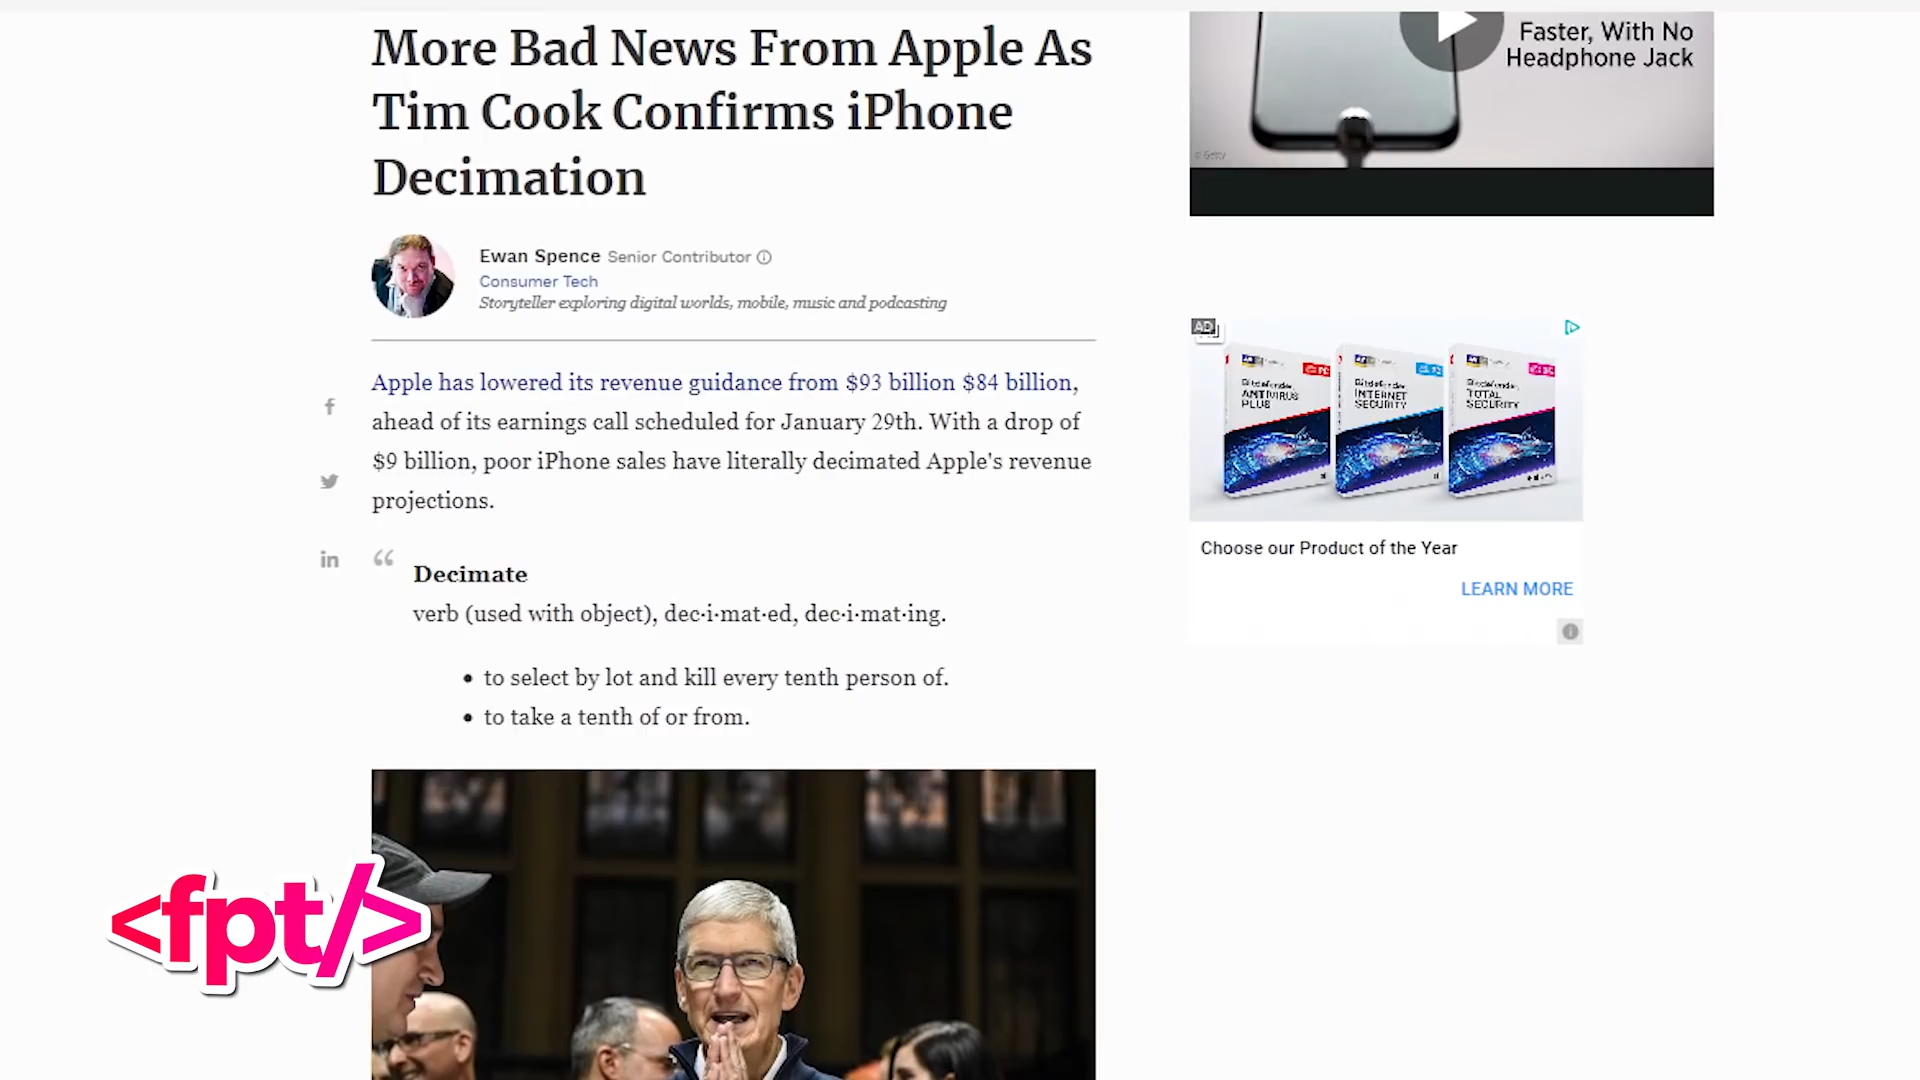 More Bad News From Apple As
Tim Cook Confirms iPhone
Decimation
Ewan Spence Senior Contributor
Consumer Tech
Storyteller exploring digital worlds, mobile, music and podcasting
Apple has lowered its revenue guidance from $93 billion $84 billion,
ahead of its earnings call scheduled for January 29th. With a drop of
$9 billion, poor iPhone sales have literally decimated Apple's revenue
projections.
“
Decimate
verb (used with object), dec·i·mat·ed, dec·i·mat·ing.
• to select by lot and kill every tenth person of.
• to take a tenth of or from.
f
in
<fpt/>
Faster, With No
Headphone Jack
© Getty
AD
Bitdefender
ANTIVIRUS
PLUS
Bitdefender
INTERNET
SECURITY
Bitdefender
TOTAL
SECURITY
Choose our Product of the Year
LEARN MORE